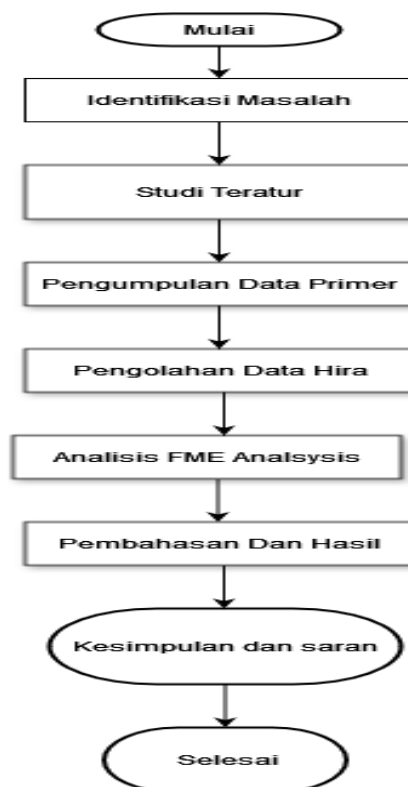 Mulai
Identifikasi Masalah
Studi Teratur
Pengumpulan Data Primer
Pengolahan Data Hira
Analisis FME Analsysis
Pembahasan Dan Hasil
Kesimpulan dan saran
Selesai